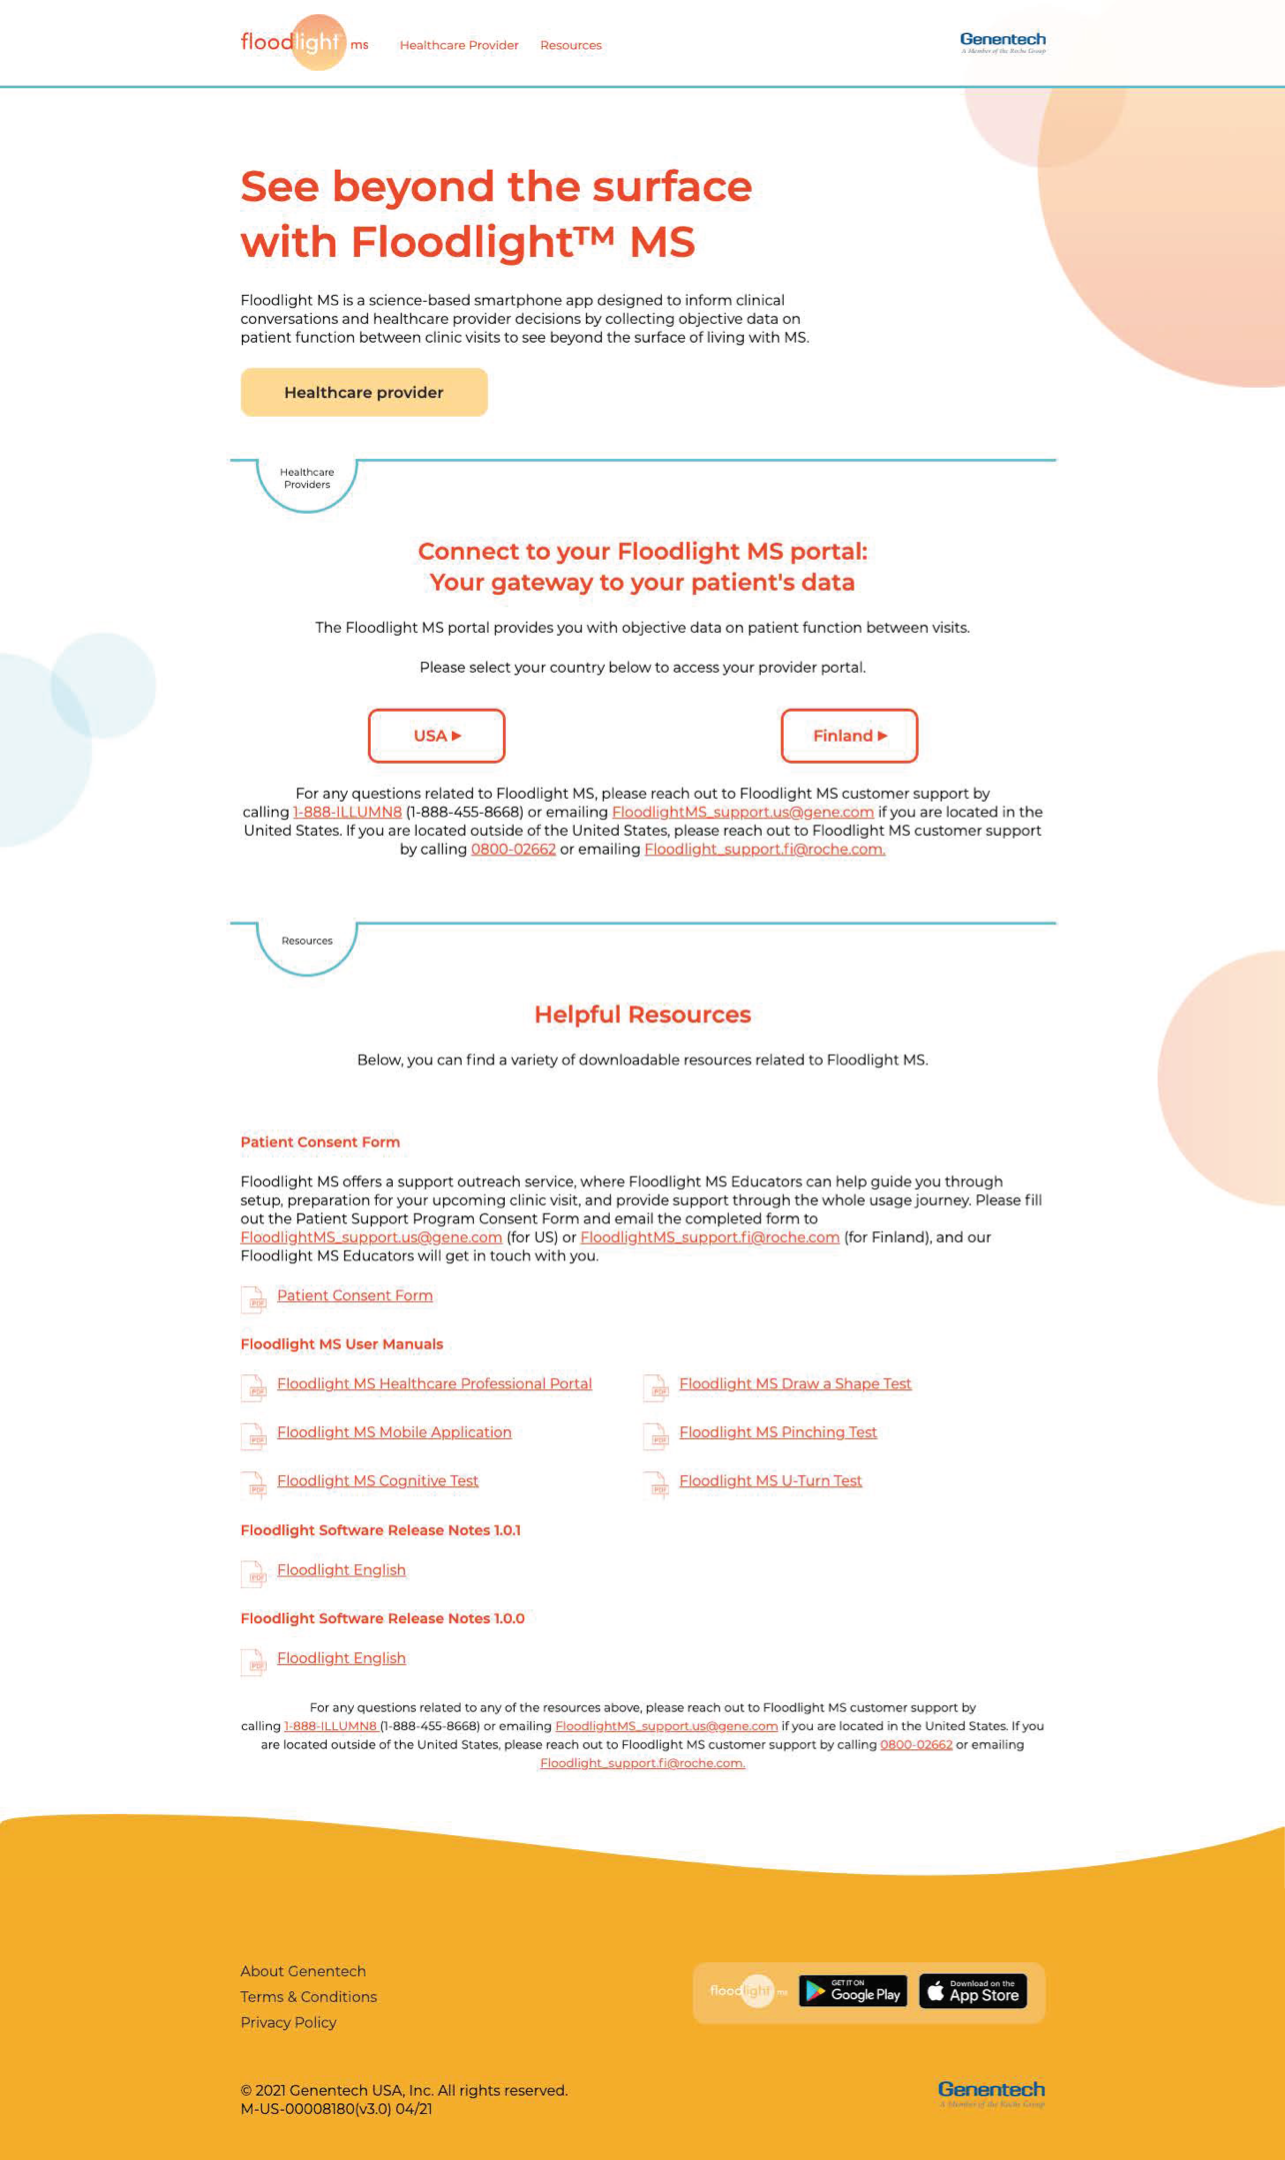 floodlight ms
Healthcare Provider
Resources
Genentech
A Member of the Roche Group
See beyond the surface
with Floodlight™ MS
Floodlight MS is a science-based smartphone app designed to inform clinical
conversations and healthcare provider decisions by collecting objective data on
patient function between clinic visits to see beyond the surface of living with MS.
Healthcare provider
Healthcare
Providers
Connect to your Floodlight MS portal:
Your gateway to your patient's data
The Floodlight MS portal provides you with objective data on patient function between visits.
Please select your country below to access your provider portal.
USA ▶
Finland ▶
For any questions related to Floodlight MS, please reach out to Floodlight MS customer support by
calling 1-888-ILLUMN8 (1-888-455-8668) or emailing FloodlightMS_support.us@gene.com if you are located in the
United States. If you are located outside of the United States, please reach out to Floodlight MS customer support
by calling 0800-02662 or emailing Floodlight_support.fi@roche.com.
Resources
Helpful Resources
Below, you can find a variety of downloadable resources related to Floodlight MS.
Patient Consent Form
Floodlight MS offers a support outreach service, where Floodlight MS Educators can help guide you through
setup, preparation for your upcoming clinic visit, and provide support through the whole usage journey. Please fill
out the Patient Support Program Consent Form and email the completed form to
FloodlightMS_support.us@gene.com (for US) or FloodlightMS_support.fi@roche.com (for Finland), and our
Floodlight MS Educators will get in touch with you.
PDF Patient Consent Form
Floodlight MS User Manuals
PDF Floodlight MS Healthcare Professional Portal
PDF Floodlight MS Draw a Shape Test
PDF Floodlight MS Mobile Application
PDF Floodlight MS Pinching Test
PDF Floodlight MS Cognitive Test
PDF Floodlight MS U-Turn Test
Floodlight Software Release Notes 1.0.1
PDF Floodlight English
Floodlight Software Release Notes 1.0.0
PDF Floodlight English
For any questions related to any of the resources above, please reach out to Floodlight MS customer support by
calling 1-888-ILLUMN8 (1-888-455-8668) or emailing FloodlightMS_support.us@gene.com if you are located in the United States. If you
are located outside of the United States, please reach out to Floodlight MS customer support by calling 0800-02662 or emailing
Floodlight_support.fi@roche.com.
About Genentech
Terms & Conditions
Privacy Policy
floodlight ms
GET IT ON
Google Play
Download on the
App Store
© 2021 Genentech USA, Inc. All rights reserved.
M-US-00008180(v3.0) 04/21
Genentech
A Member of the Roche Group